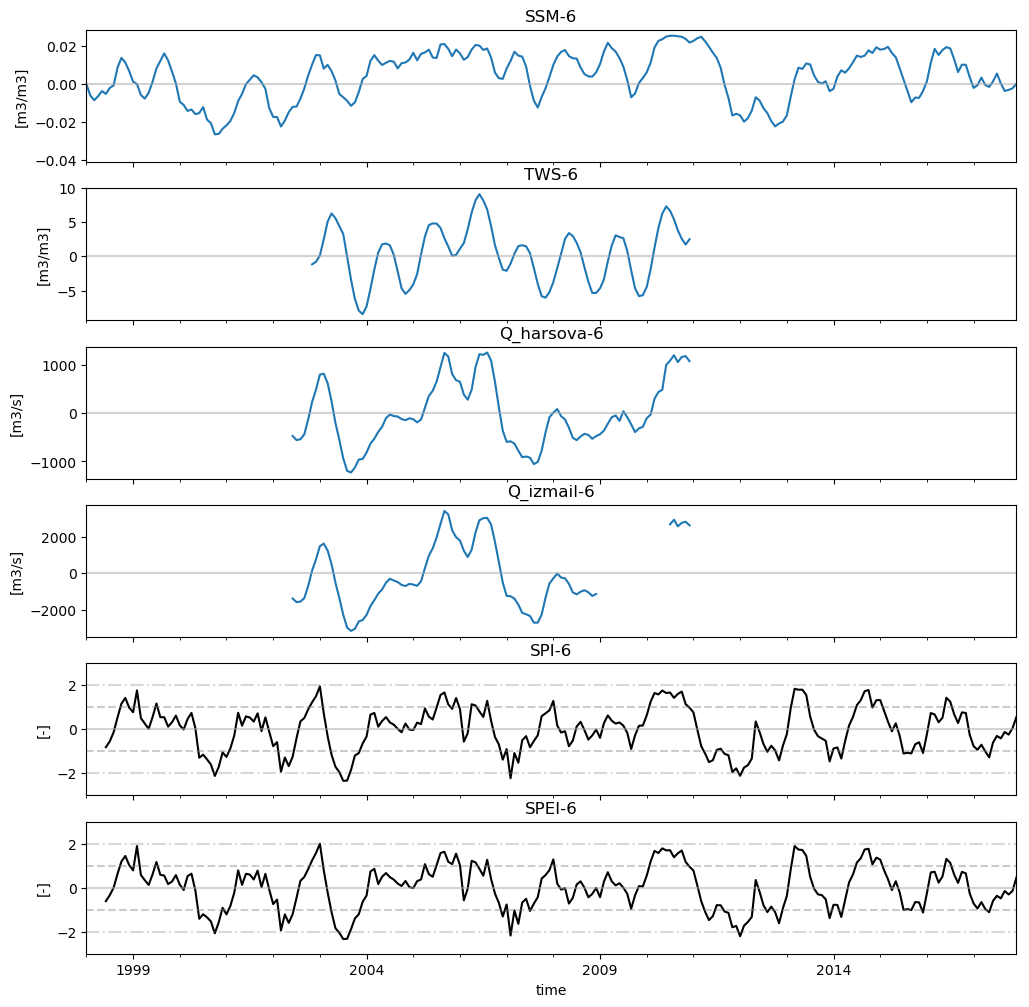 SSM-6
0.02
0.00
−0.02
−0.04
[m3/m3]
TWS-6
10
5
0
−5
[m3/m3]
Q_harsova-6
1000
0
−1000
[m3/s]
Q_izmail-6
2000
0
−2000
[m3/s]
SPI-6
2
0
−2
[-]
SPEI-6
2
0
−2
[-]
1999 2004 2009 2014
time